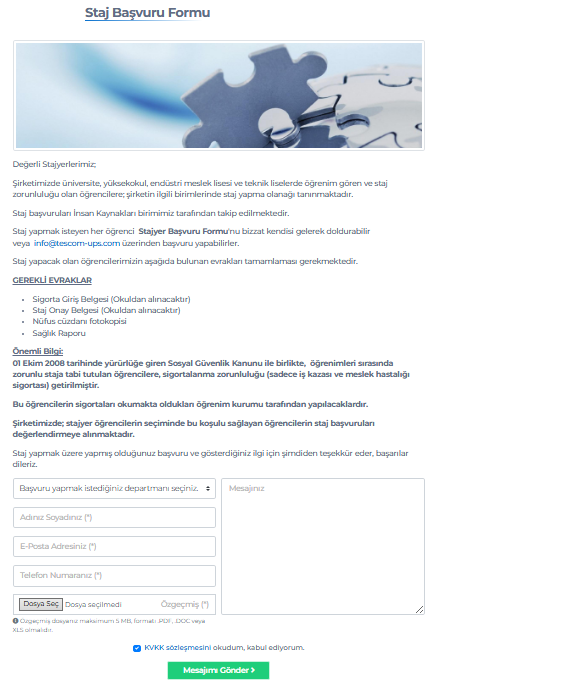 Staj Başvuru Formu
Değerli Stajyerlerimiz;
Şirketimizde üniversite, yüksekokul, endüstri meslek lisesi ve teknik liselerde öğrenim gören ve staj
zorunluluğu olan öğrencilere; şirketin ilgili birimlerinde staj yapma olanağı tanınmaktadır.
Staj başvuruları İnsan Kaynakları birimimiz tarafından takip edilmektedir.
Staj yapmak isteyen her öğrenci Stajyer Başvuru Formu'nu bizzat kendisi gelerek doldurabilir
veya info@tescom-ups.com üzerinden başvuru yapabilirler.
Staj yapacak olan öğrencilerimizin aşağıda bulunan evrakları tamamlaması gerekmektedir.
GEREKLİ EVRAKLAR
• Sigorta Giriş Belgesi (Okuldan alınacaktır)
• Staj Onay Belgesi (Okuldan alınacaktır)
• Nüfus cüzdanı fotokopisi
• Sağlık Raporu
Önemli Bilgi:
01 Ekim 2008 tarihinde yürürlüğe giren Sosyal Güvenlik Kanunu ile birlikte, öğrenimleri sırasında
zorunlu staja tabi tutulan öğrencilere, sigortalanma zorunluluğu (sadece iş kazası ve meslek hastalığı
sigortası) getirilmiştir.
Bu öğrencilerin sigortaları okumakta oldukları öğrenim kurumu tarafından yapılacaklardır.
Şirketimizde; stajyer öğrencilerin seçiminde bu koşulu sağlayan öğrencilerin staj başvuruları
değerlendirmeye alınmaktadır.
Staj yapmak üzere yapmış olduğunuz başvuru ve gösterdiğiniz ilgi için şimdiden teşekkür eder, başarılar
dileriz.
Başvuru yapmak istediğiniz departmanı seçiniz.
Mesajınız
Adınız Soyadınız (*)
E-Posta Adresiniz (*)
Telefon Numaranız (*)
Dosya Seç Dosya seçilmedi Özgeçmiş (*)
Özgeçmiş dosyanız maksimum 5 MB, formatı .PDF, .DOC veya
XLS olmalıdır.
KVKK sözleşmesini okudum, kabul ediyorum.
Mesajımı Gönder